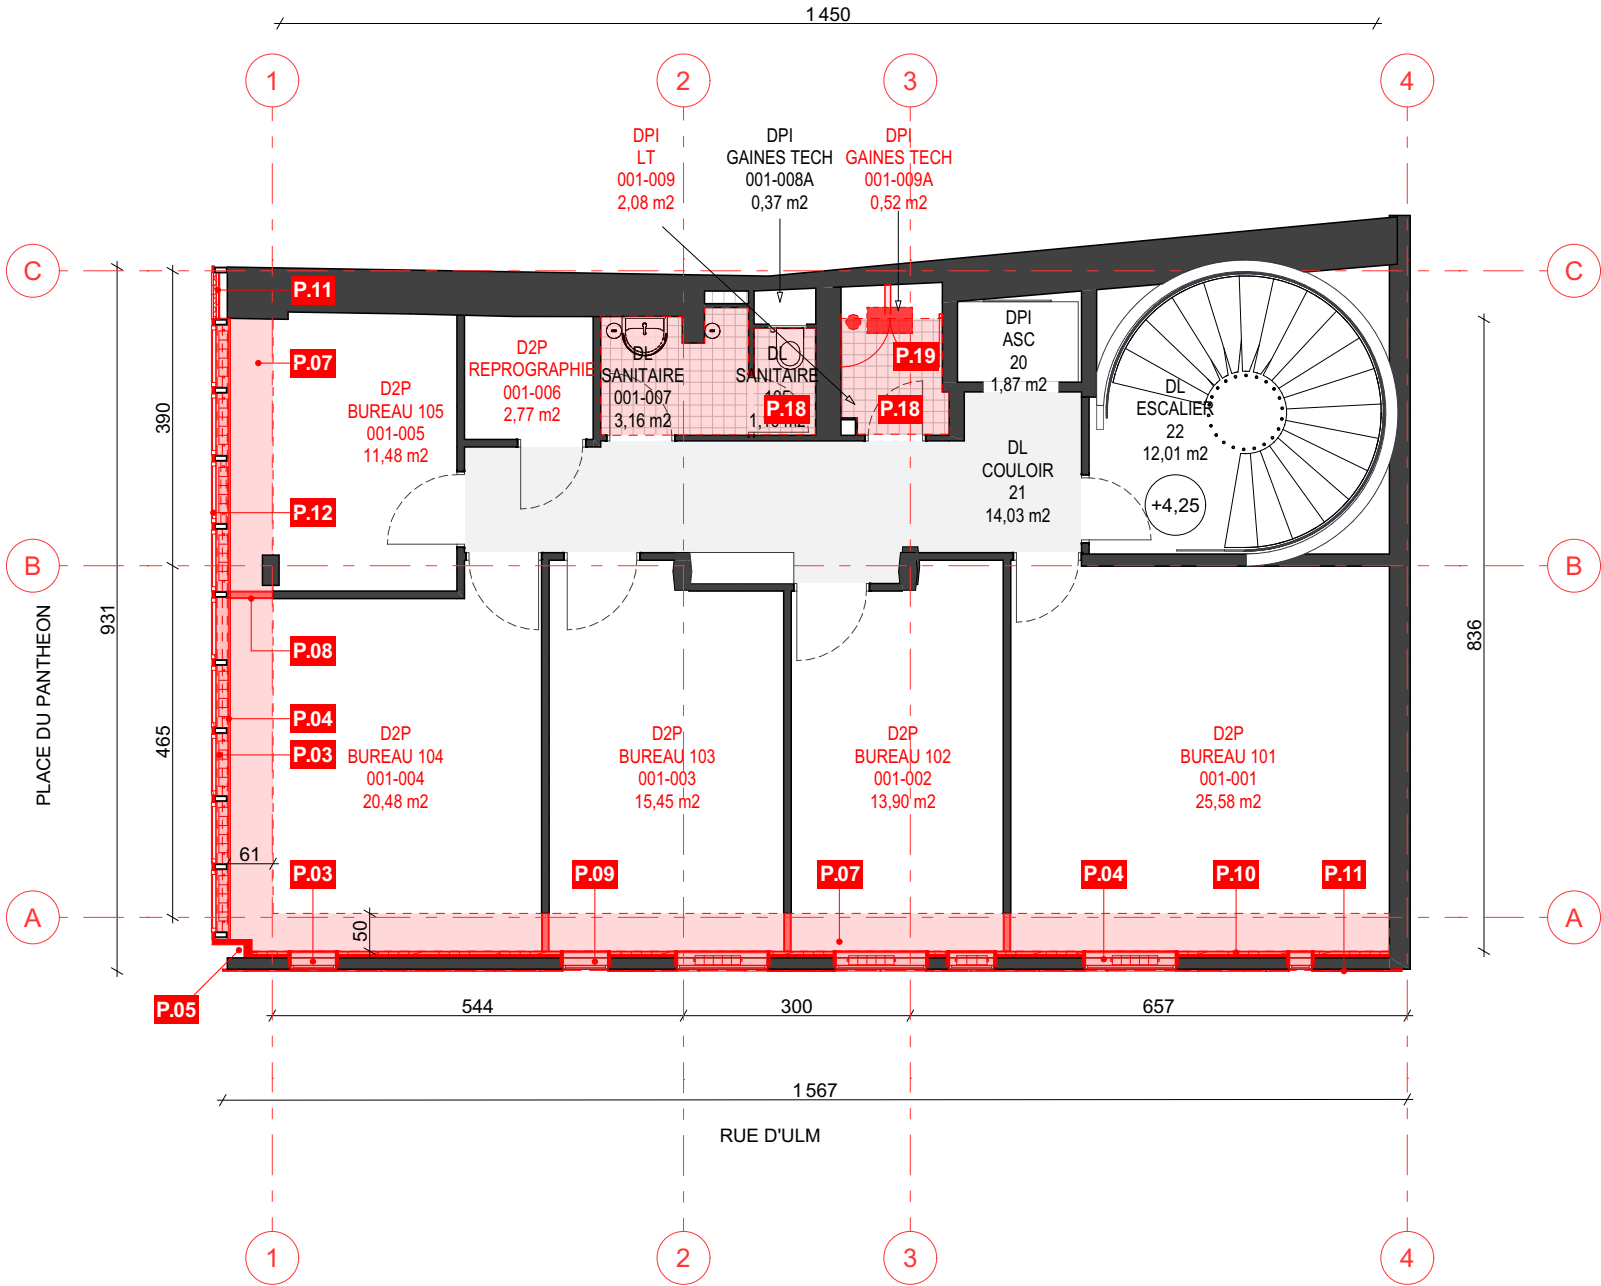 1 450
1
2
3
4
DPI
LT
001-009
2,08 m2
DPI
GAINES TECH
001-008A
0,37 m2
DPI
GAINES TECH
001-009A
0,52 m2
C
C
P.11
P.07
D2P
BUREAU 105
001-005
11,48 m2
D2P
REPROGRAPHIE
001-006
2,77 m2
DL
SANITAIRE
001-007
3,16 m2
DL
SANITAIRE
P.18
P.19
P.18
DPI
ASC
20
1,87 m2
DL
ESCALIER
22
12,01 m2
DL
COULOIR
21
14,03 m2
+4,25
390
P.12
B
B
PLACE DU PANTHEON
931
836
P.08
P.04
P.03
465
D2P
BUREAU 104
001-004
20,48 m2
D2P
BUREAU 103
001-003
15,45 m2
D2P
BUREAU 102
001-002
13,90 m2
D2P
BUREAU 101
001-001
25,58 m2
61
P.03
P.09
P.07
P.04
P.10
P.11
A
A
50
P.05
544
300
657
1 567
RUE D'ULM
1
2
3
4